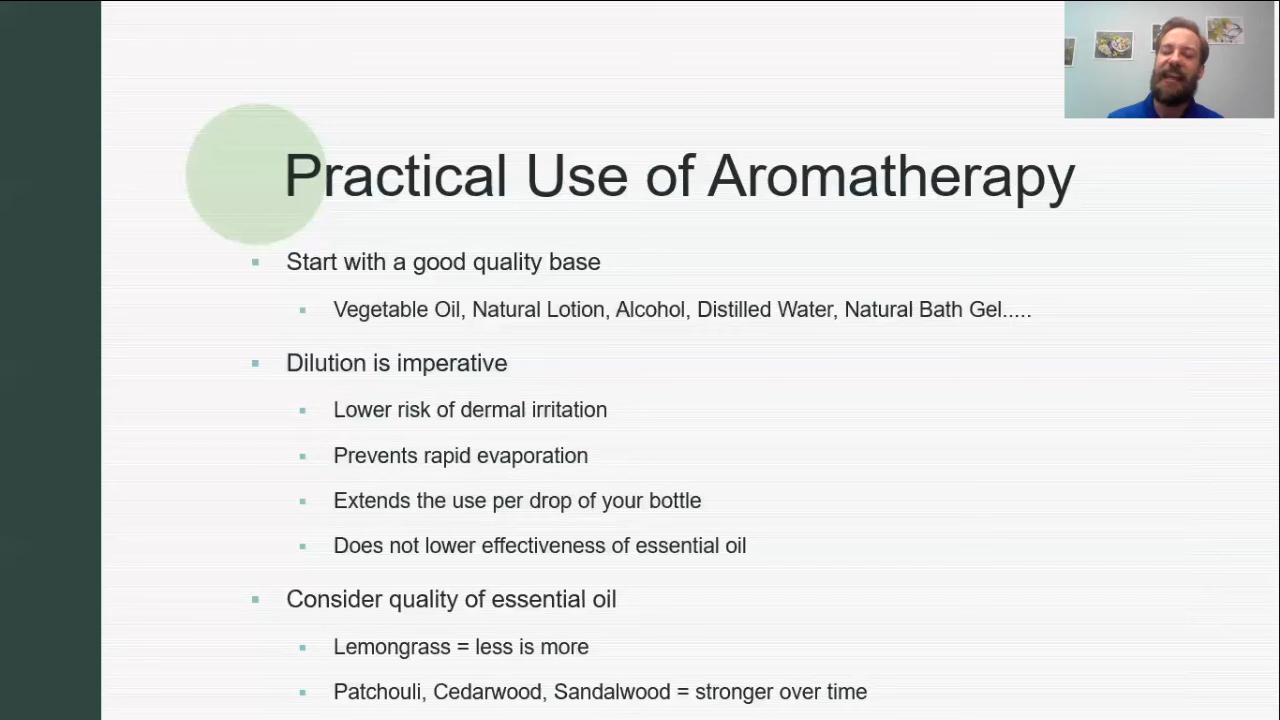 Practical Use of Aromatherapy
Start with a good quality base
Vegetable Oil, Natural Lotion, Alcohol, Distilled Water, Natural Bath Gel.....
Dilution is imperative
Lower risk of dermal irritation
Prevents rapid evaporation
Extends the use per drop of your bottle
Does not lower effectiveness of essential oil
Consider quality of essential oil
Lemongrass = less is more
Patchouli, Cedarwood, Sandalwood = stronger over time